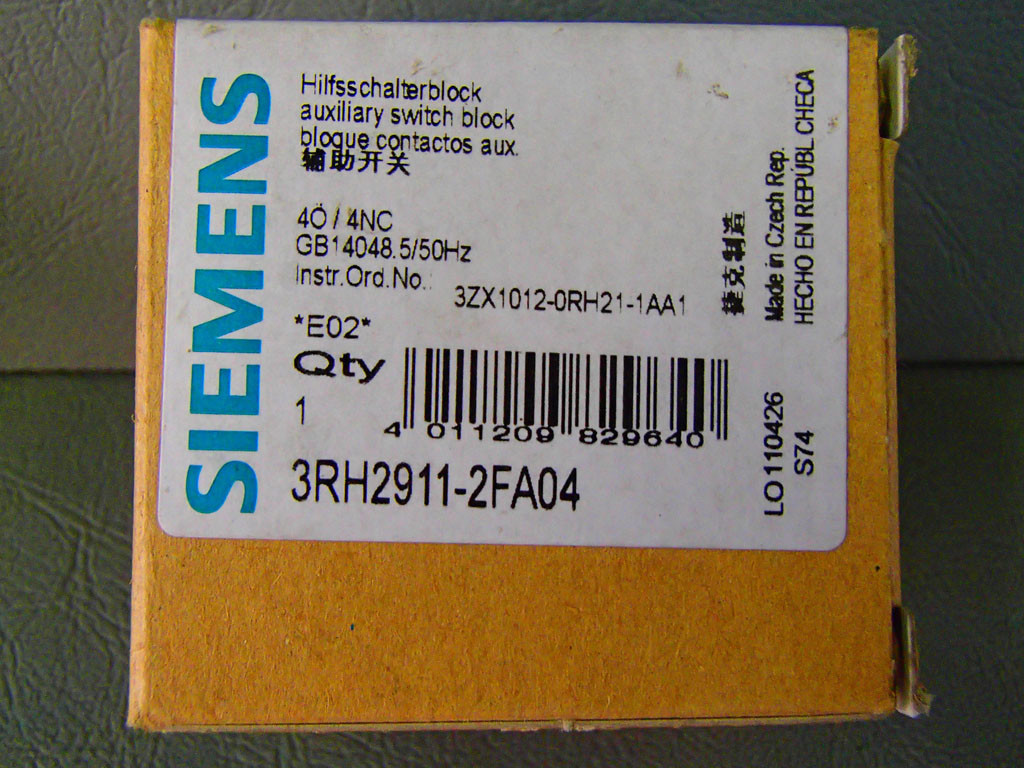 SIEMENS
Hilfsschalterblock
auxiliary switch block
bloque contactos aux.
辅助开关
4Ö / 4NC
GB14048.5/50Hz
Instr.Ord.No.:
3ZX1012-0RH21-1AA1
*E02*
Qty
1
4 011209 829640
3RH2911-2FA04
捷克制造
Made in Czech Rep.
HECHO EN REPÚBL CHECA
LO110426
S74